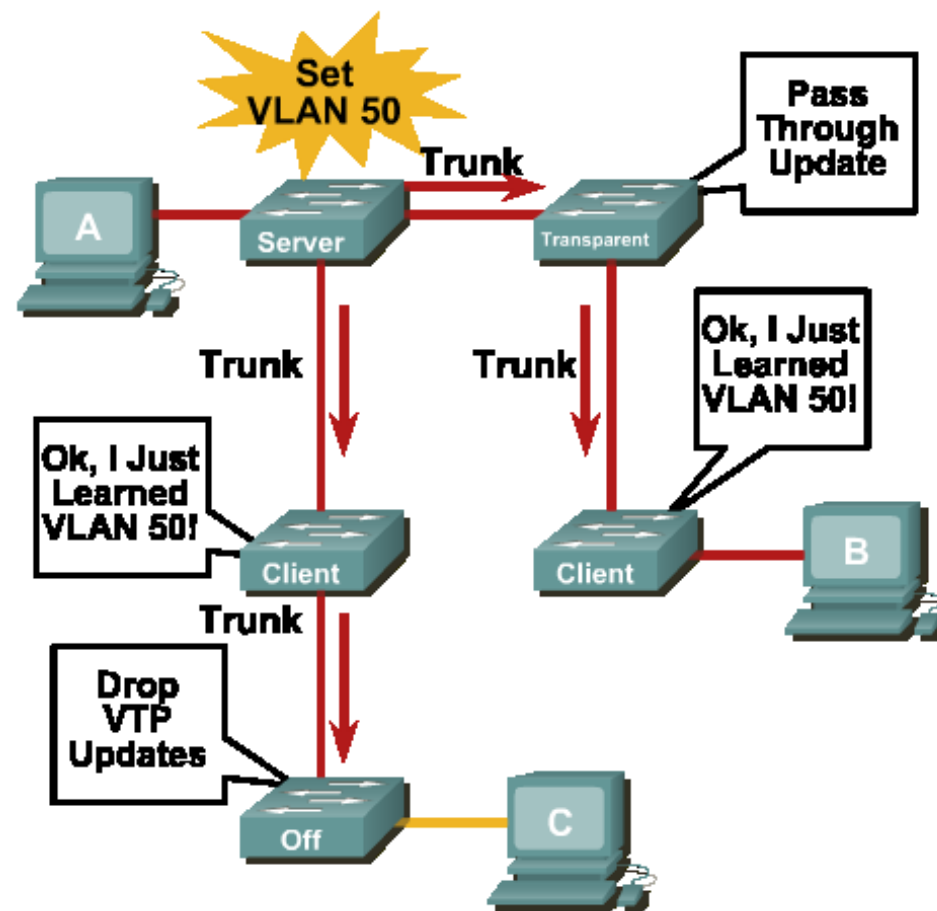 Set
VLAN 50
Trunk
Pass
Through
Update
A
Server
Transparent
Trunk
Trunk
Ok, I Just
Learned
VLAN 50!
Ok, I Just
Learned
VLAN 50!
Client
Client
B
Trunk
Drop
VTP
Updates
Off
C